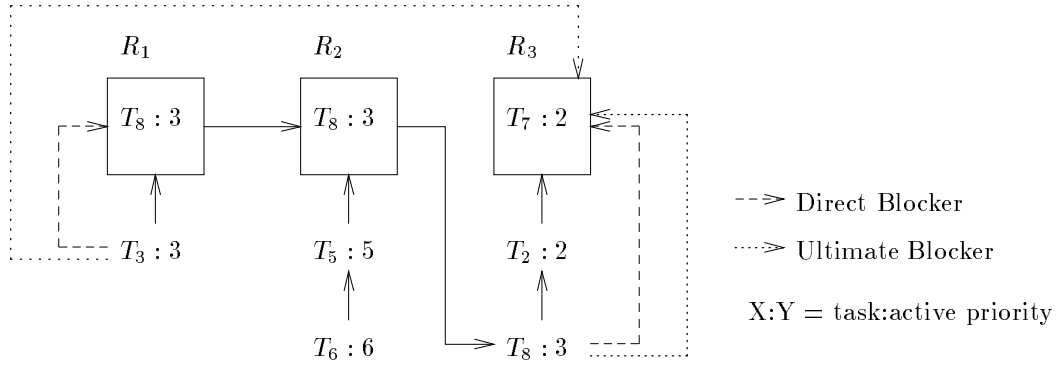 R1 R2 R3
T8 : 3 T8 : 3 T7 : 2
T3 : 3 T5 : 5 T2 : 2
T6 : 6 T8 : 3
Direct Blocker
Ultimate Blocker
X:Y = task:active priority